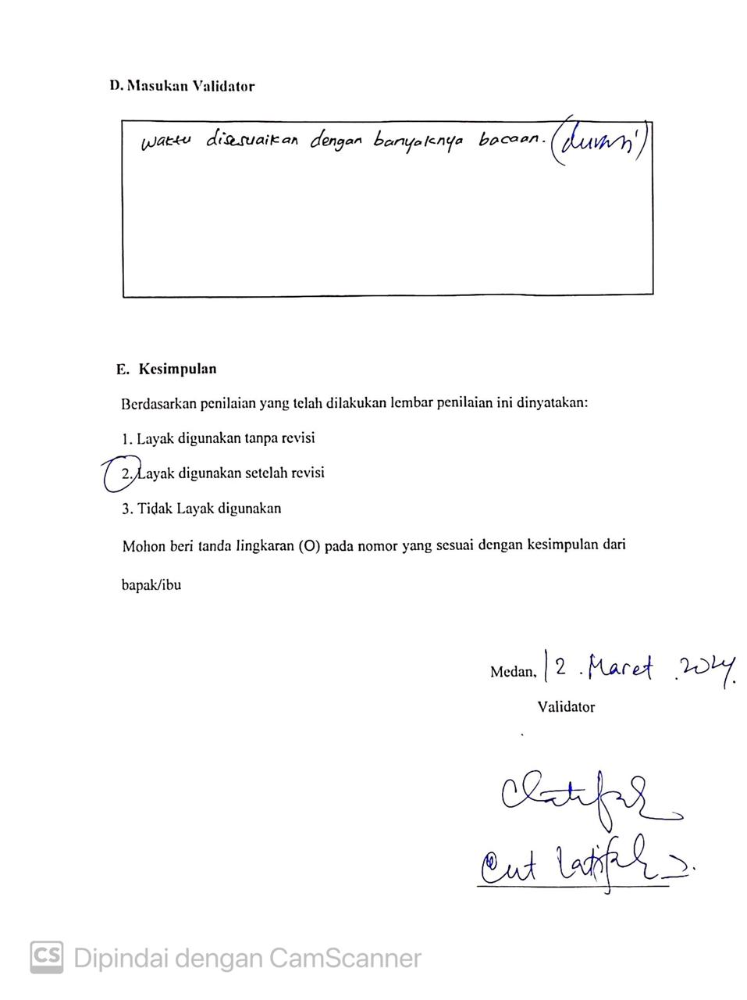 D. Masukan Validator
waktu disesuaikan dengan banyaknya bacaan. (durasi)
E. Kesimpulan
Berdasarkan penilaian yang telah dilakukan lembar penilaian ini dinyatakan:
1. Layak digunakan tanpa revisi
2. Layak digunakan setelah revisi
3. Tidak Layak digunakan
Mohon beri tanda lingkaran (O) pada nomor yang sesuai dengan kesimpulan dari
bapak/ibu
Medan, 12 . Maret 2024.
Validator
Clatifah
Cut Latifah
CS Dipindai dengan CamScanner